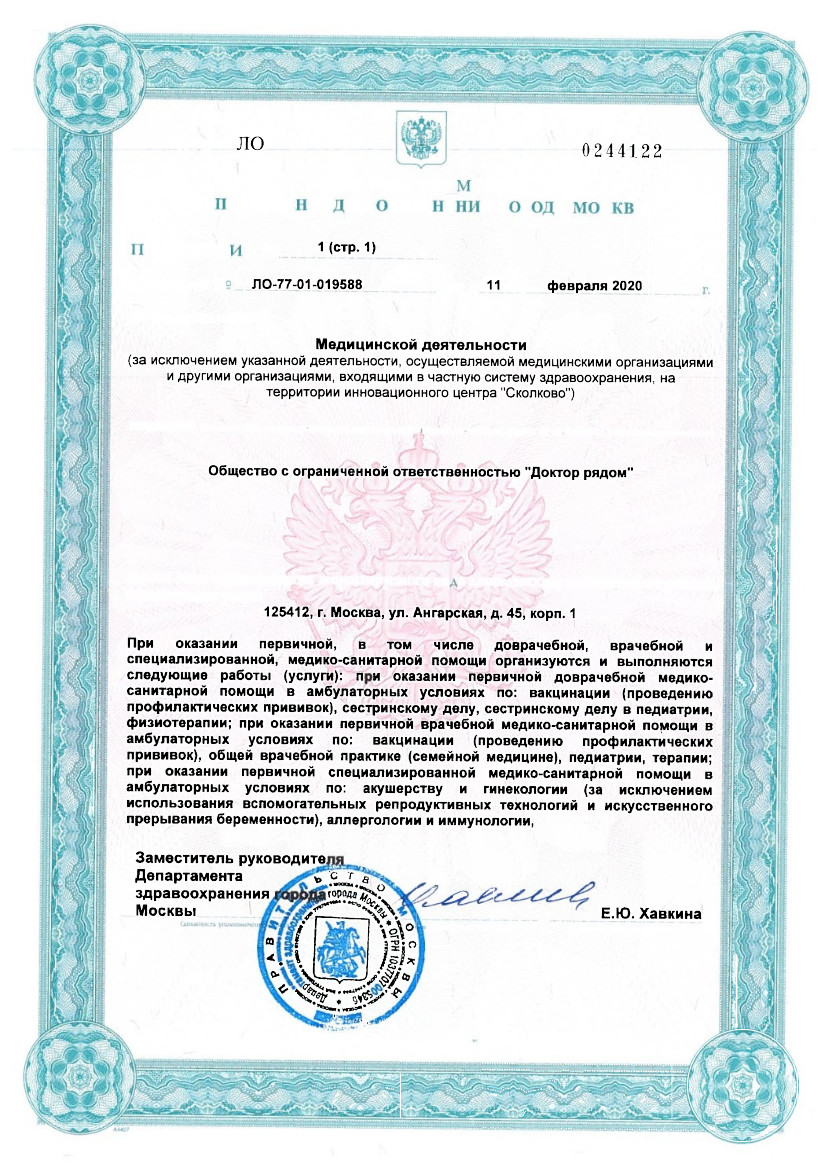 ЛО
0244122
М
П Н Д О Н НИ О ОД МО КВ
П И 1 (стр. 1)
№ ЛО-77-01-019588 11 февраля 2020 г.
Медицинской деятельности
(за исключением указанной деятельности, осуществляемой медицинскими организациями
и другими организациями, входящими в частную систему здравоохранения, на
территории инновационного центра "Сколково")
Общество с ограниченной ответственностью "Доктор рядом"
д
125412, г. Москва, ул. Ангарская, д. 45, корп. 1
При оказании первичной, в том числе доврачебной, врачебной и
специализированной, медико-санитарной помощи организуются и выполняются
следующие работы (услуги): при оказании первичной доврачебной медико-
санитарной помощи в амбулаторных условиях по: вакцинации (проведению
профилактических прививок), сестринскому делу, сестринскому делу в педиатрии,
физиотерапии; при оказании первичной врачебной медико-санитарной помощи в
амбулаторных условиях по: вакцинации (проведению профилактических
прививок), общей врачебной практике (семейной медицине), педиатрии, терапии;
при оказании первичной специализированной медико-санитарной помощи в
амбулаторных условиях по: акушерству и гинекологии (за исключением
использования вспомогательных репродуктивных технологий и искусственного
прерывания беременности), аллергологии и иммунологии,
Заместитель руководителя
Департамента
здравоохранения города
Москвы
Е.Ю. Хавкина
ПРАВИТЕЛЬСТВО МОСКВЫ
Департамент здравоохранения города Москвы * ОГРН 1037707005346